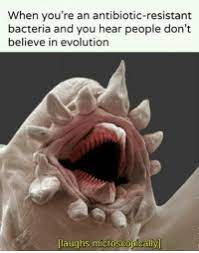 When you're an antibiotic-resistant
bacteria and you hear people don't
believe in evolution
[laughs microscopically]